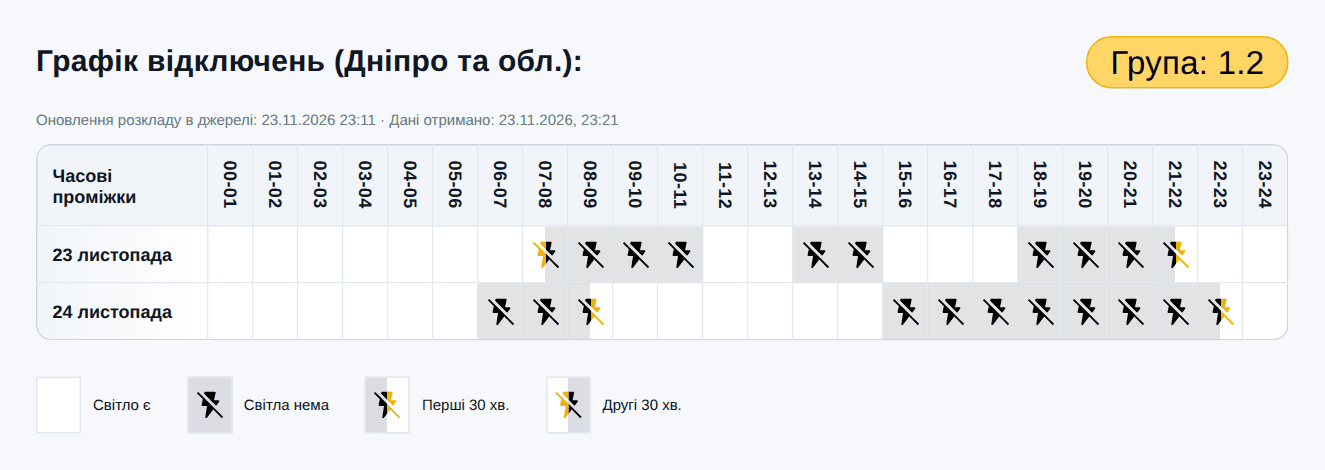 Графік відключень (Дніпро та обл.):
Група: 1.2
Оновлення розкладу в джерелі: 23.11.2026 23:11 · Дані отримано: 23.11.2026, 23:21
Часові
проміжки
00-01
01-02
02-03
03-04
04-05
05-06
06-07
07-08
08-09
09-10
10-11
11-12
12-13
13-14
14-15
15-16
16-17
17-18
18-19
19-20
20-21
21-22
22-23
23-24
23 листопада
24 листопада
Світло є
Світла нема
Перші 30 хв.
Другі 30 хв.